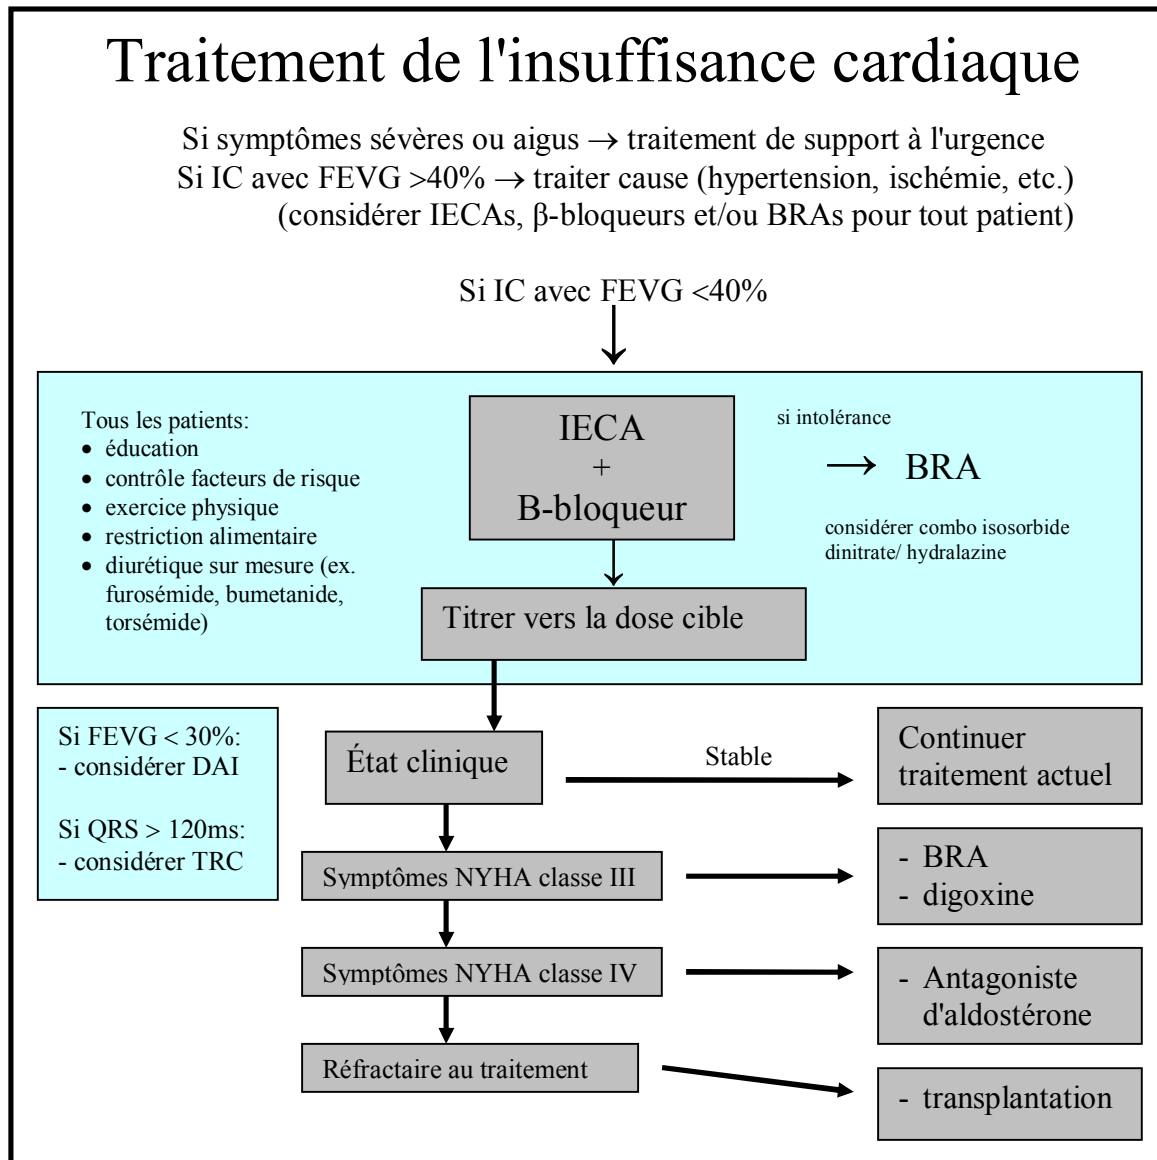 Traitement de l'insuffisance cardiaque
Si symptômes sévères ou aigus → traitement de support à l'urgence
Si IC avec FEVG >40% → traiter cause (hypertension, ischémie, etc.)
(considérer IECAs, β-bloqueurs et/ou BRAs pour tout patient)
Si IC avec FEVG <40%
Tous les patients:
• éducation
• contrôle facteurs de risque
• exercice physique
• restriction alimentaire
• diurétique sur mesure (ex.
furosémide, bumetanide,
torsémide)
IECA
+
B-bloqueur
si intolérance
→ BRA
considérer combo isosorbide
dinitrate/ hydralazine
Titrer vers la dose cible
Si FEVG < 30%:
- considérer DAI
Si QRS > 120ms:
- considérer TRC
État clinique
Stable
Continuer
traitement actuel
Symptômes NYHA classe III
- BRA
- digoxine
Symptômes NYHA classe IV
- Antagoniste
d'aldostérone
Réfractaire au traitement
- transplantation